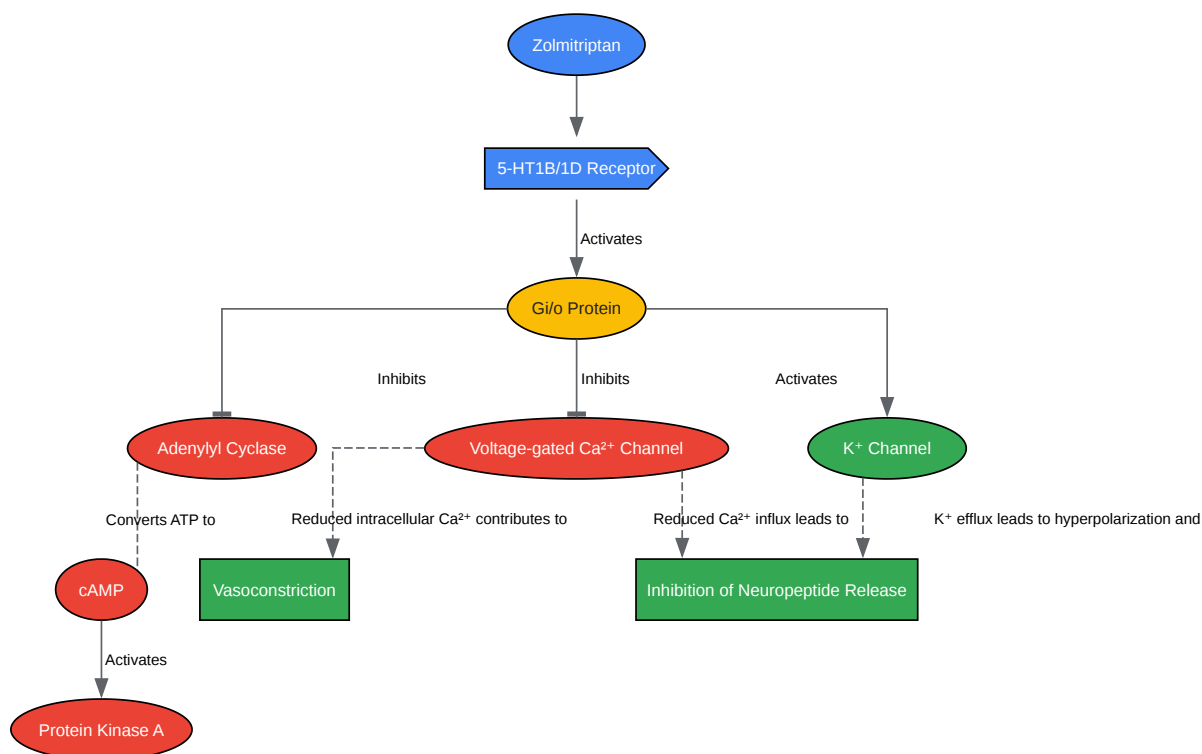 Zolmitriptan
5-HT1B/1D Receptor
Activates
Gi/o Protein
Inhibits
Inhibits
Activates
Adenylyl Cyclase
Voltage-gated Ca²⁺ Channel
K⁺ Channel
Converts ATP to
Reduced intracellular Ca²⁺ contributes to
Reduced Ca²⁺ influx leads to
K⁺ efflux leads to hyperpolarization and
cAMP
Vasoconstriction
Inhibition of Neuropeptide Release
Activates
Protein Kinase A